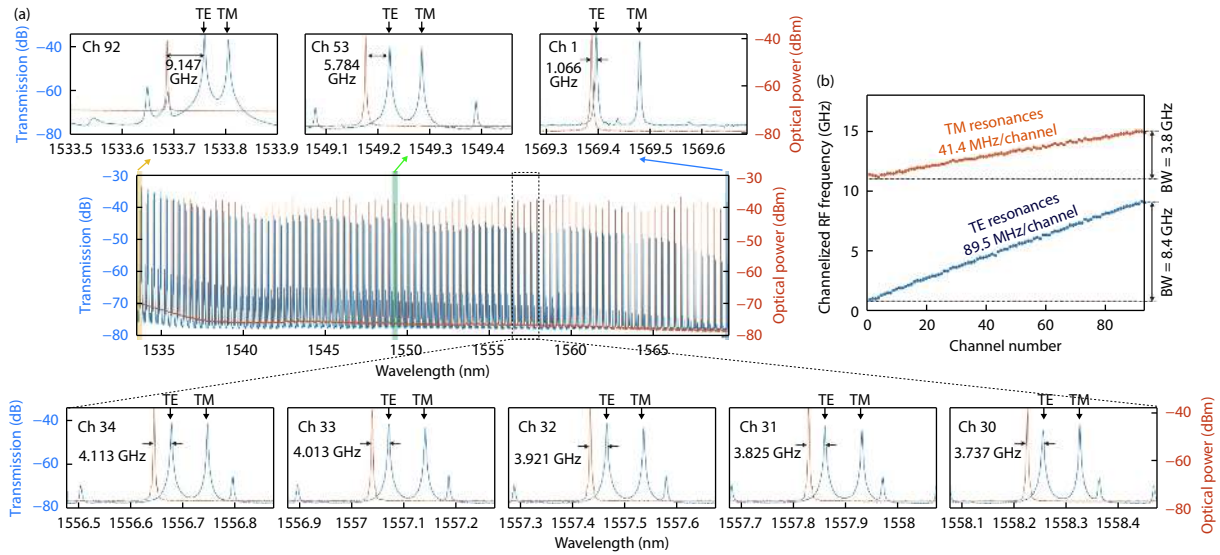 (a)
TE TM
TE TM
TE TM
Transmission (dB)
−40
−60
−80
Ch 92
9.147
GHz
1533.5 1533.6 1533.7 1533.8 1533.9
Ch 53
5.784
GHz
1549.1 1549.2 1549.3 1549.4
Ch 1
1.066
GHz
1569.3 1569.4 1569.5 1569.6
−40
−60
−80
Optical power (dBm)
Transmission (dB)
−30
−40
−50
−60
−70
−80
1535 1540 1545 1550 1555 1560 1565
Wavelength (nm)
−30
−40
−50
−60
−70
−80
Optical power (dBm)
(b)
Channelized RF frequency (GHz)
15
10
5
0
TM resonances
41.4 MHz/channel
TE resonances
89.5 MHz/channel
BW = 3.8 GHz
BW = 8.4 GHz
0 20 40 60 80
Channel number
TE TM
TE TM
TE TM
TE TM
TE TM
Transmission (dB)
−40
−60
−80
Ch 34
4.113 GHz
1556.5 1556.6 1556.7 1556.8
Ch 33
4.013 GHz
1556.9 1557 1557.1 1557.2
Ch 32
3.921 GHz
1557.3 1557.4 1557.5 1557.6
Ch 31
3.825 GHz
1557.7 1557.8 1557.9 1558
Ch 30
3.737 GHz
1558.1 1558.2 1558.3 1558.4
−40
−60
−80
Optical power (dBm)
Wavelength (nm)